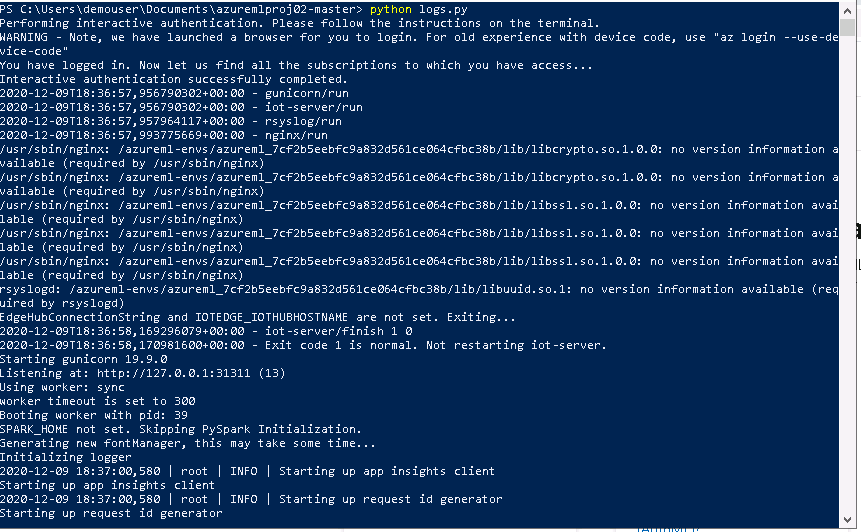 PS C:\Users\demouser\Documents\azuremlproj02-master> python logs.py
Performing interactive authentication. Please follow the instructions on the terminal.
WARNING - Note, we have launched a browser for you to login. For old experience with device code, use "az login --use-de
vice-code"
You have logged in. Now let us find all the subscriptions to which you have access...
Interactive authentication successfully completed.
2020-12-09T18:36:57,956790302+00:00 - gunicorn/run
2020-12-09T18:36:57,956790302+00:00 - iot-server/run
2020-12-09T18:36:57,957964117+00:00 - rsyslog/run
2020-12-09T18:36:57,993775669+00:00 - nginx/run
/usr/sbin/nginx: /azureml-envs/azureml_7cf2b5eebfc9a832d561ce064cfbc38b/lib/libcrypto.so.1.0.0: no version information a
vailable (required by /usr/sbin/nginx)
/usr/sbin/nginx: /azureml-envs/azureml_7cf2b5eebfc9a832d561ce064cfbc38b/lib/libcrypto.so.1.0.0: no version information a
vailable (required by /usr/sbin/nginx)
/usr/sbin/nginx: /azureml-envs/azureml_7cf2b5eebfc9a832d561ce064cfbc38b/lib/libssl.so.1.0.0: no version information avai
lable (required by /usr/sbin/nginx)
/usr/sbin/nginx: /azureml-envs/azureml_7cf2b5eebfc9a832d561ce064cfbc38b/lib/libssl.so.1.0.0: no version information avai
lable (required by /usr/sbin/nginx)
/usr/sbin/nginx: /azureml-envs/azureml_7cf2b5eebfc9a832d561ce064cfbc38b/lib/libssl.so.1.0.0: no version information avai
lable (required by /usr/sbin/nginx)
rsyslogd: /azureml-envs/azureml_7cf2b5eebfc9a832d561ce064cfbc38b/lib/libuuid.so.1: no version information available (req
uired by rsyslogd)
EdgeHubConnectionString and IOTEDGE_IOTHUBHOSTNAME are not set. Exiting...
2020-12-09T18:36:58,169296079+00:00 - iot-server/finish 1 0
2020-12-09T18:36:58,170981600+00:00 - Exit code 1 is normal. Not restarting iot-server.
Starting gunicorn 19.9.0
Listening at: http://127.0.0.1:31311 (13)
Using worker: sync
worker timeout is set to 300
Booting worker with pid: 39
SPARK_HOME not set. Skipping PySpark Initialization.
Generating new fontManager, this may take some time...
Initializing logger
2020-12-09 18:37:00,580 | root | INFO | Starting up app insights client
Starting up app insights client
2020-12-09 18:37:00,580 | root | INFO | Starting up request id generator
Starting up request id generator